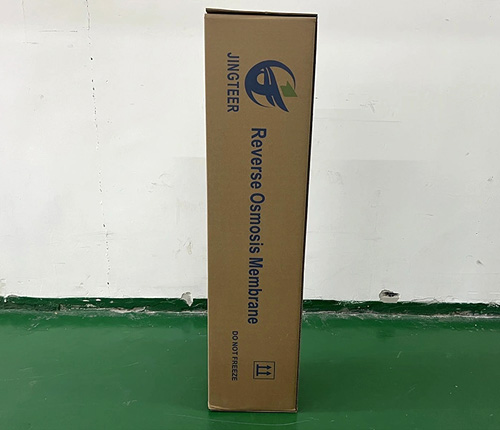 JINGTEER
Reverse Osmosis Membrane
DO NOT FREEZE